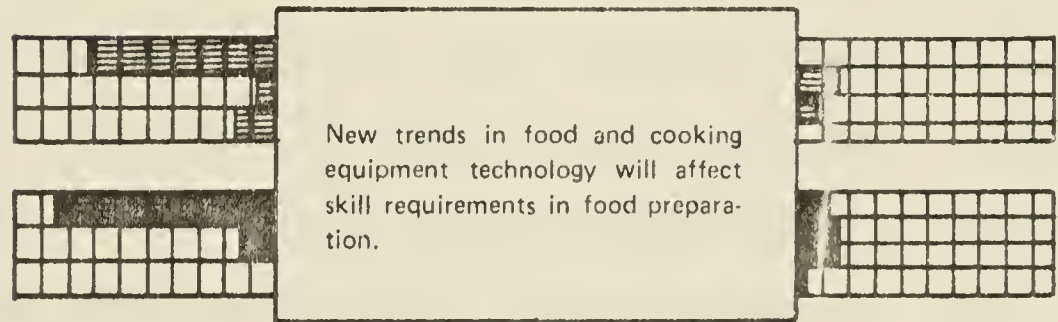 New trends in food and cooking
equipment technology will affect
skill requirements in food prepara-
tion.